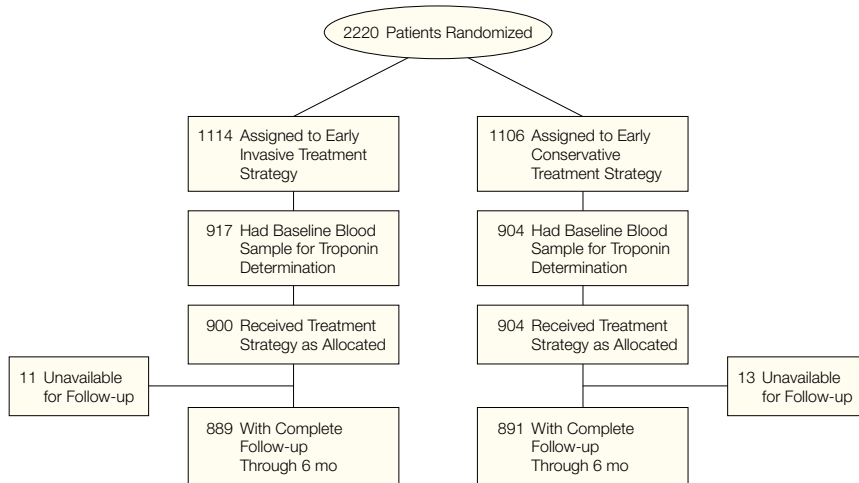 2220 Patients Randomized
1114 Assigned to Early
Invasive Treatment
Strategy
1106 Assigned to Early
Conservative
Treatment Strategy
917 Had Baseline Blood
Sample for Troponin
Determination
904 Had Baseline Blood
Sample for Troponin
Determination
900 Received Treatment
Strategy as Allocated
904 Received Treatment
Strategy as Allocated
11 Unavailable
for Follow-up
13 Unavailable
for Follow-up
889 With Complete
Follow-up
Through 6 mo
891 With Complete
Follow-up
Through 6 mo